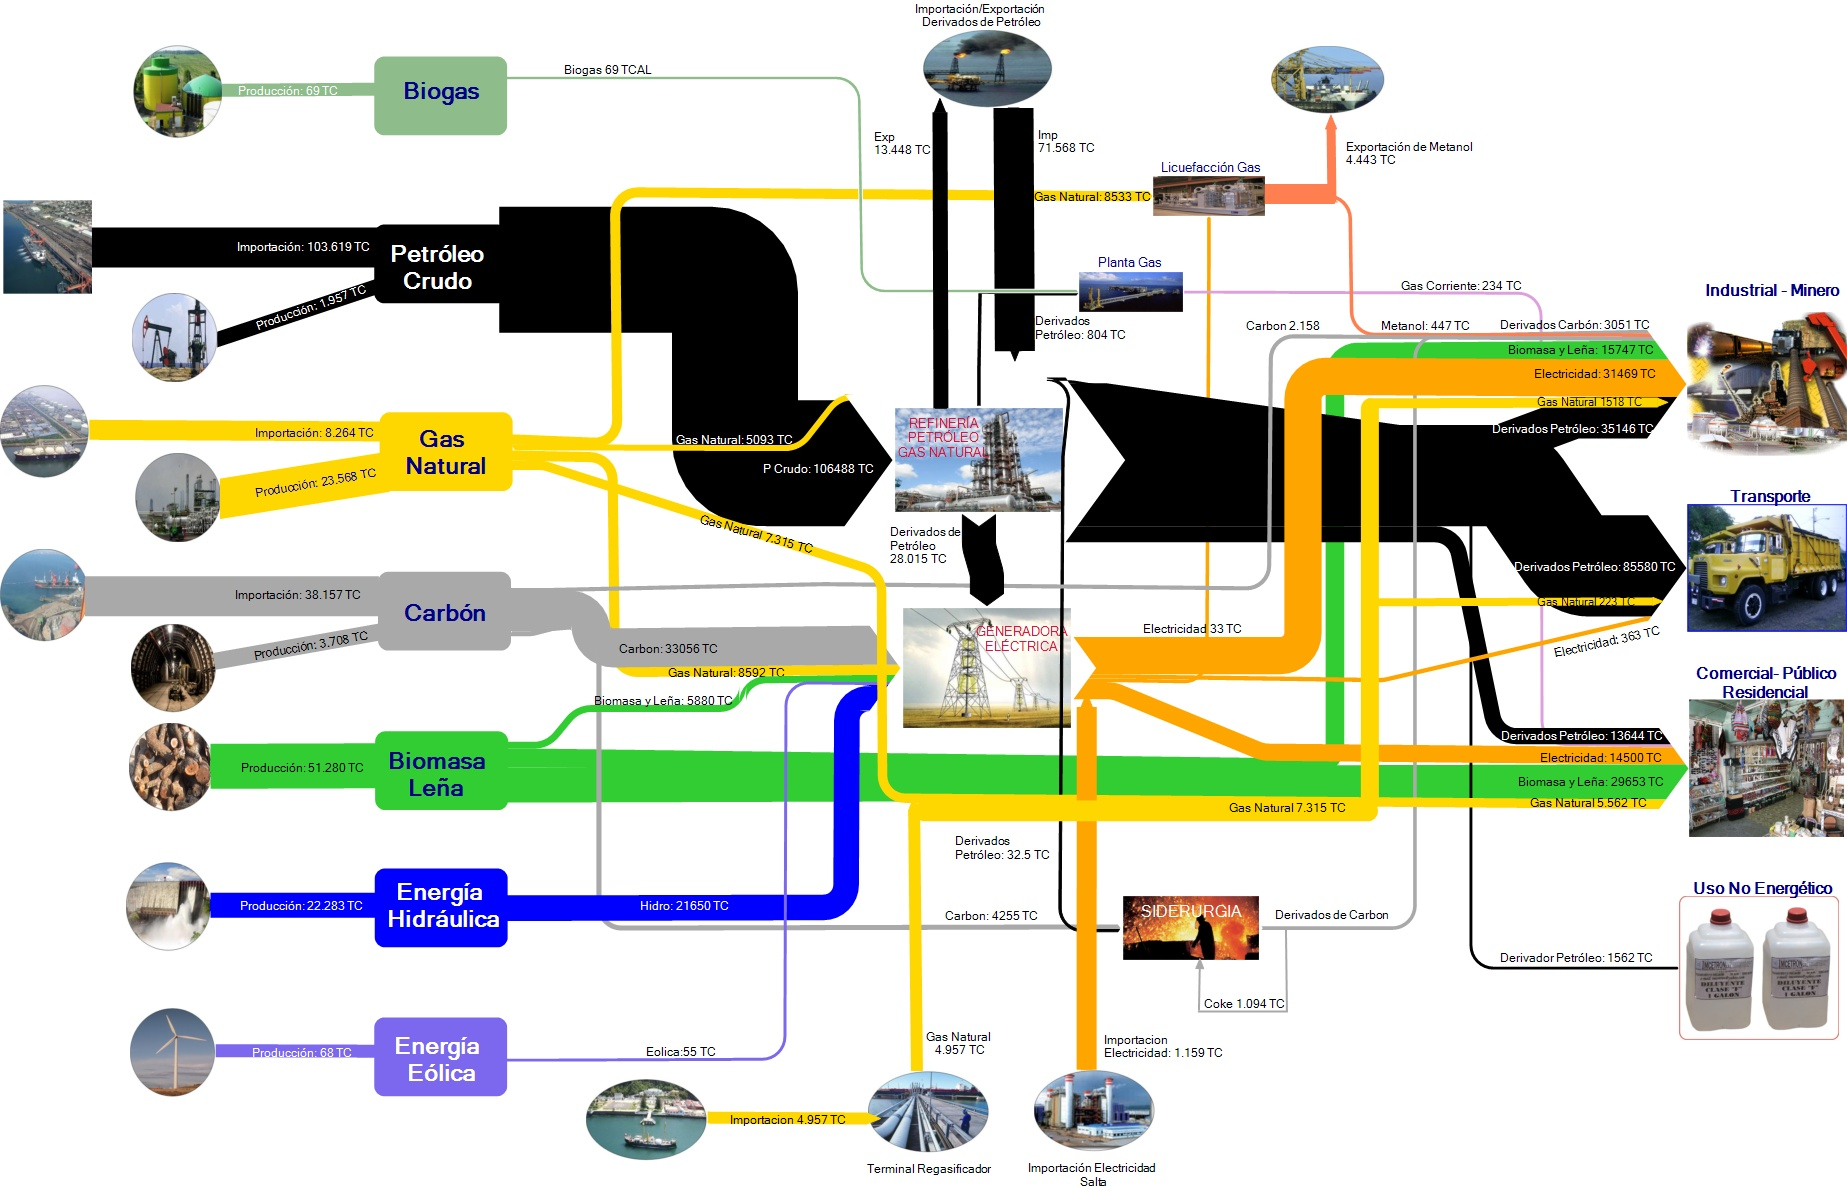 Importación/Exportación
Derivados de Petróleo
Biogas 69 TCAL
Producción: 69 TC
Biogas
Exp
13.448 TC
Imp
71.568 TC
Exportación de Metanol
4.443 TC
Licuefacción Gas
Gas Natural: 8533 TC
Importación: 103.619 TC
Petróleo
Crudo
Producción: 1.957 TC
Planta Gas
Gas Corriente: 234 TC
Industrial - Minero
Derivados
Petróleo: 804 TC
Carbon 2.158
Metanol: 447 TC
Derivados Carbón: 3051 TC
Biomasa y Leña: 15747 TC
Electricidad: 31469 TC
Gas Natural 1518 TC
Derivados Petróleo: 35146 TC
Importación: 8.264 TC
Gas
Natural
Producción: 23.568 TC
Gas Natural: 5093 TC
P Crudo: 106488 TC
REFINERÍA
PETRÓLEO
GAS NATURAL
Gas Natural 7.315 TC
Derivados de
Petróleo
28.015 TC
Transporte
Derivados Petróleo: 85580 TC
Gas Natural 223 TC
Electricidad: 363 TC
Importación: 38.157 TC
Carbón
Producción: 3.708 TC
Carbon: 33056 TC
Gas Natural: 8592 TC
Biomasa y Leña: 5880 TC
GENERADORA
ELÉCTRICA
Electricidad 33 TC
Comercial- Público
Residencial
Derivados Petróleo: 13644 TC
Electricidad: 14500 TC
Biomasa y Leña: 29653 TC
Gas Natural 5.562 TC
Producción: 51.280 TC
Biomasa
Leña
Gas Natural 7.315 TC
Derivados
Petróleo: 32.5 TC
Producción: 22.283 TC
Energía
Hidráulica
Hidro: 21650 TC
Carbon: 4255 TC
SIDERURGIA
Derivados de Carbon
Coke 1.094 TC
Uso No Energético
Derivador Petróleo: 1562 TC
DILUYENTE
CLASE "F"
1 GALON
DILUYENTE
CLASE "F"
1 GALON
Producción: 68 TC
Energía
Eólica
Eolica:55 TC
Gas Natural
4.957 TC
Importacion
Electricidad: 1.159 TC
Importacion 4.957 TC
Terminal Regasificador
Importación Electricidad
Salta